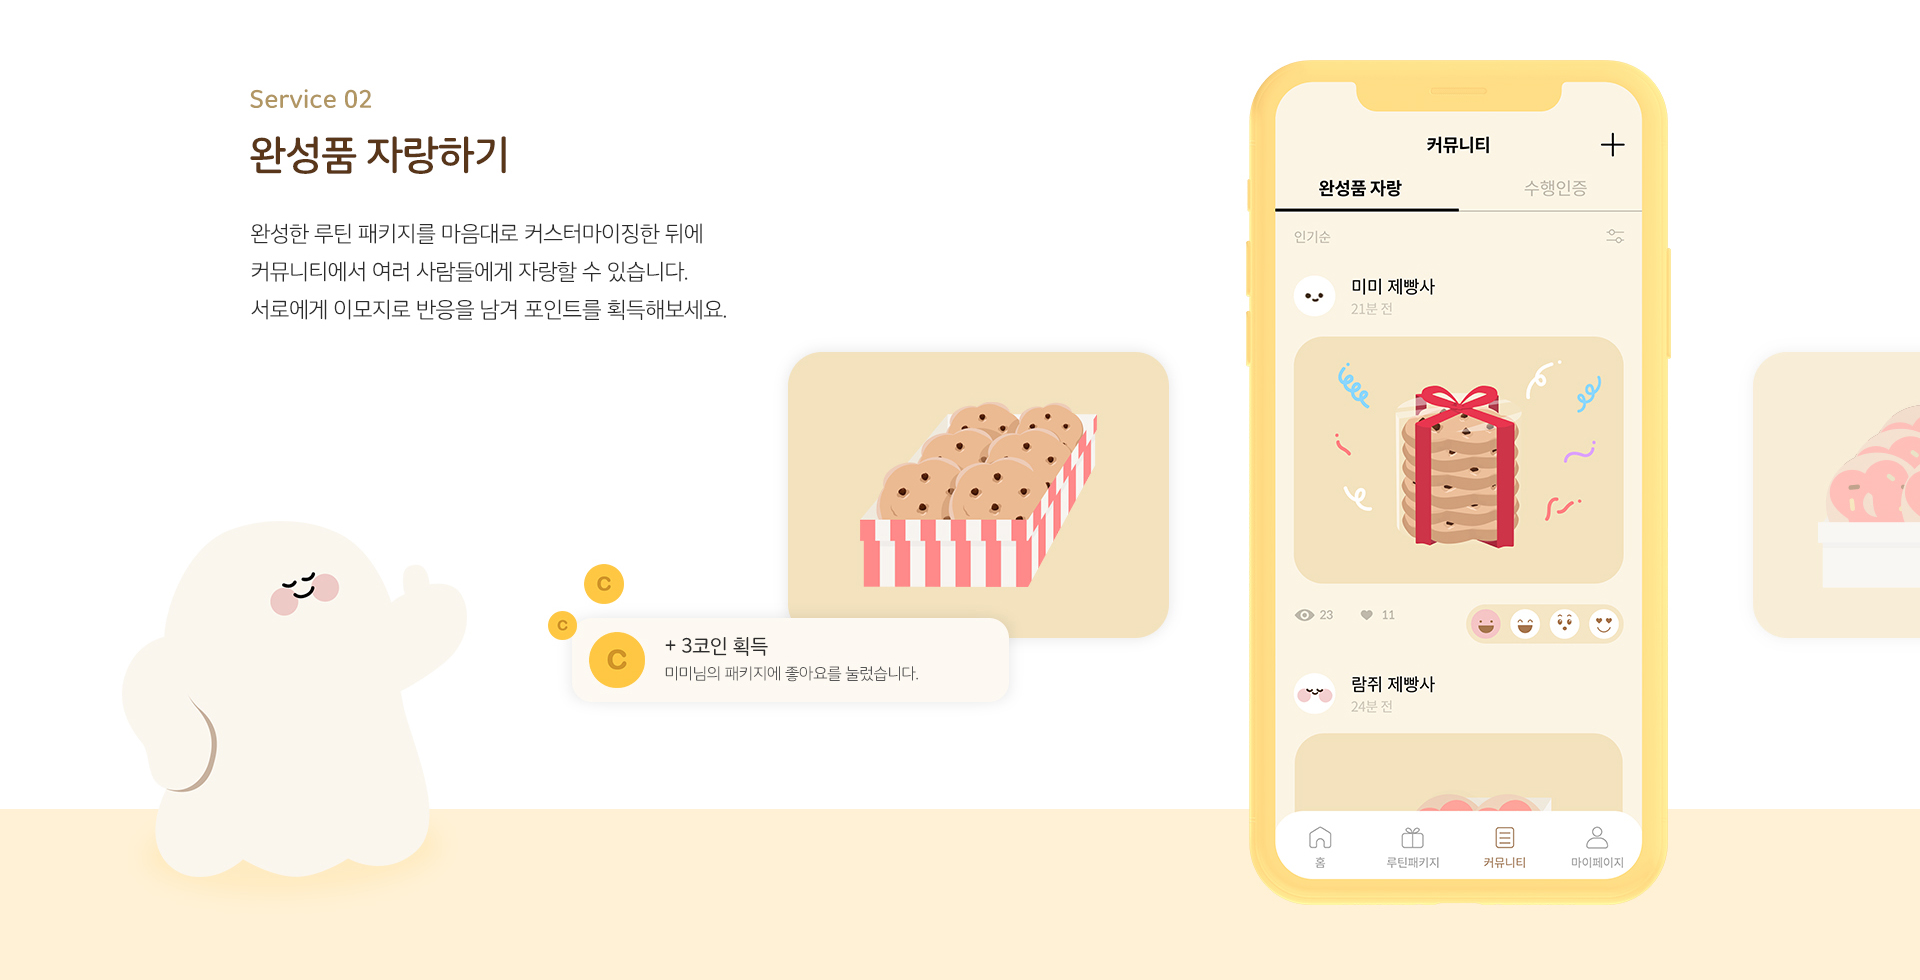 Service 02
완성품 자랑하기
완성한 루틴 패키지를 마음대로 커스터마이징한 뒤에
커뮤니티에서 여러 사람들에게 자랑할 수 있습니다.
서로에게 이모지로 반응을 남겨 포인트를 획득해보세요.
C
C
C
+ 3코인 획득
미미님의 패키지에 좋아요를 눌렀습니다.
커뮤니티
완성품 자랑
수행인증
인기순
미미 제빵사
21분 전
23
11
람쥐 제빵사
24분 전
홈
루틴패키지
커뮤니티
마이페이지